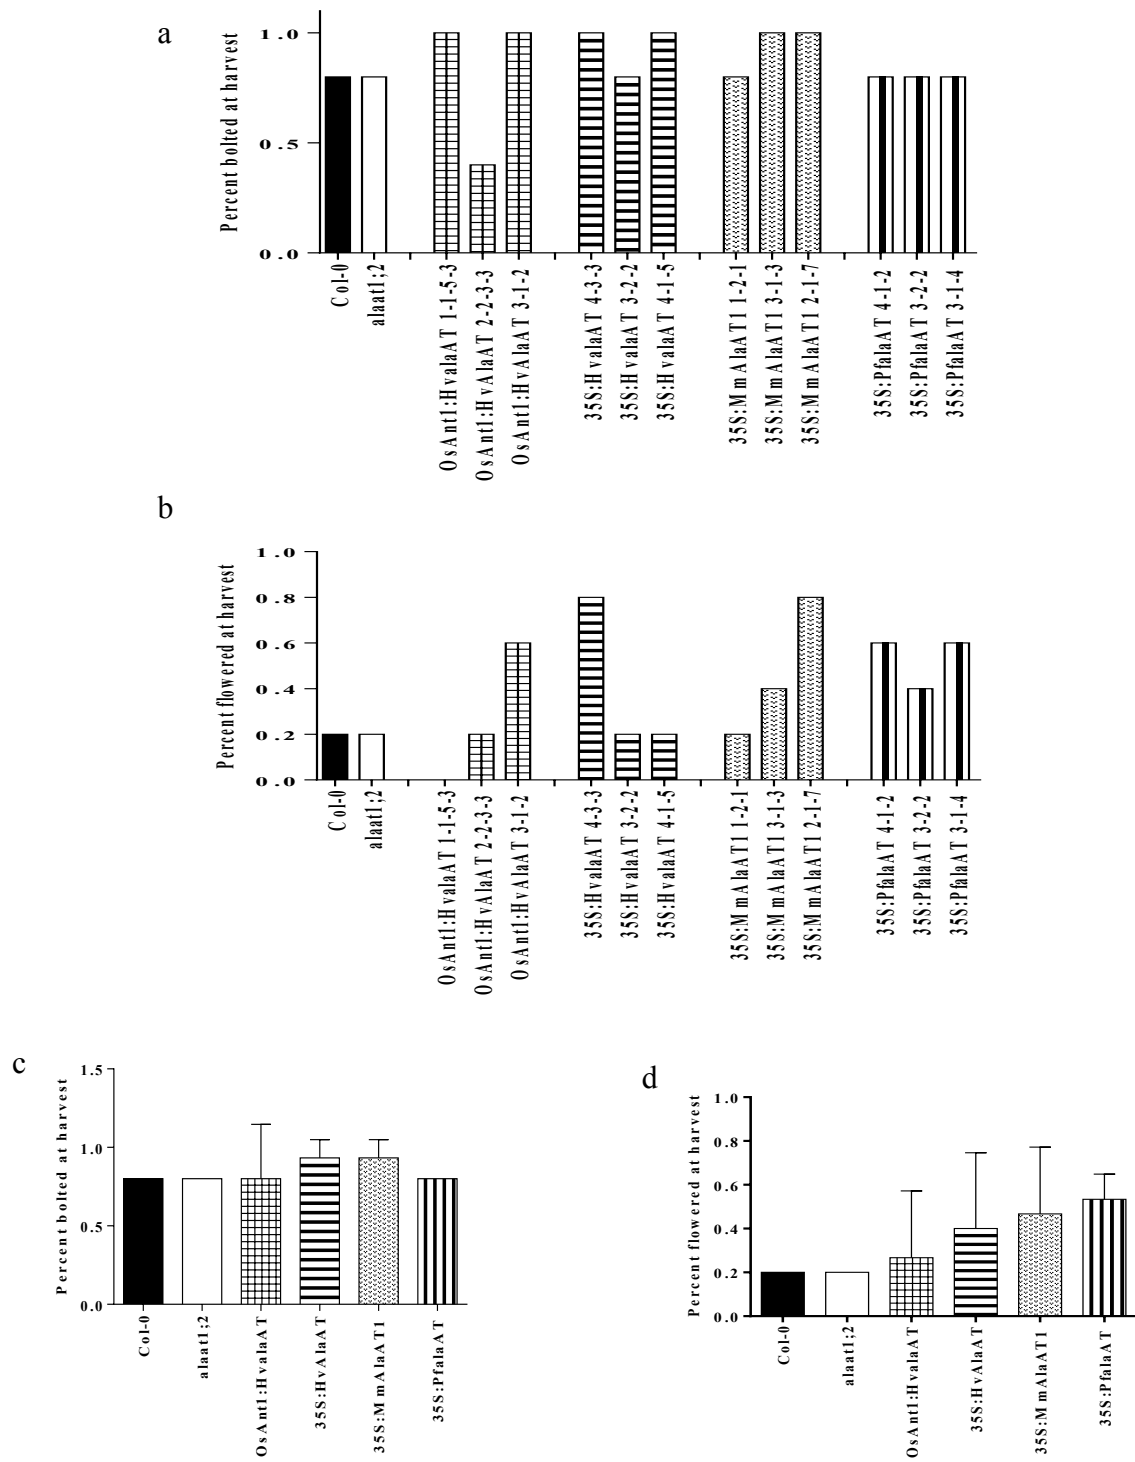 a
Percent bolted at harvest
1.0
0.5
0.0
Col-0
alaat1;2
OsAnt1:HvalaAT 1-1-5-3
OsAnt1:HvAlaAT 2-2-3-3
OsAnt1:HvAlaAT 3-1-2
35S:HvalaAT 4-3-3
35S:HvalaAT 3-2-2
35S:HvalaAT 4-1-5
35S:MmAlaAT1 1-2-1
35S:MmAlaAT1 3-1-3
35S:MmAlaAT1 2-1-7
35S:PfalaAT 4-1-2
35S:PfalaAT 3-2-2
35S:PfalaAT 3-1-4
b
Percent flowered at harvest
1.0
0.8
0.6
0.4
0.2
0.0
Col-0
alaat1;2
OsAnt1:HvalaAT 1-1-5-3
OsAnt1:HvAlaAT 2-2-3-3
OsAnt1:HvAlaAT 3-1-2
35S:HvalaAT 4-3-3
35S:HvalaAT 3-2-2
35S:HvalaAT 4-1-5
35S:MmAlaAT1 1-2-1
35S:MmAlaAT1 3-1-3
35S:MmAlaAT1 2-1-7
35S:PfalaAT 4-1-2
35S:PfalaAT 3-2-2
35S:PfalaAT 3-1-4
c
Percent bolted at harvest
1.5
1.0
0.5
0.0
Col-0
alaat1;2
OsAnt1:HvalaAT
35S:HvAlaAT
35S:MmAlaAT1
35S:PfalaAT
d
Percent flowered at harvest
1.0
0.8
0.6
0.4
0.2
0.0
Col-0
alaat1;2
OsAnt1:HvalaAT
35S:HvAlaAT
35S:MmAlaAT1
35S:PfalaAT